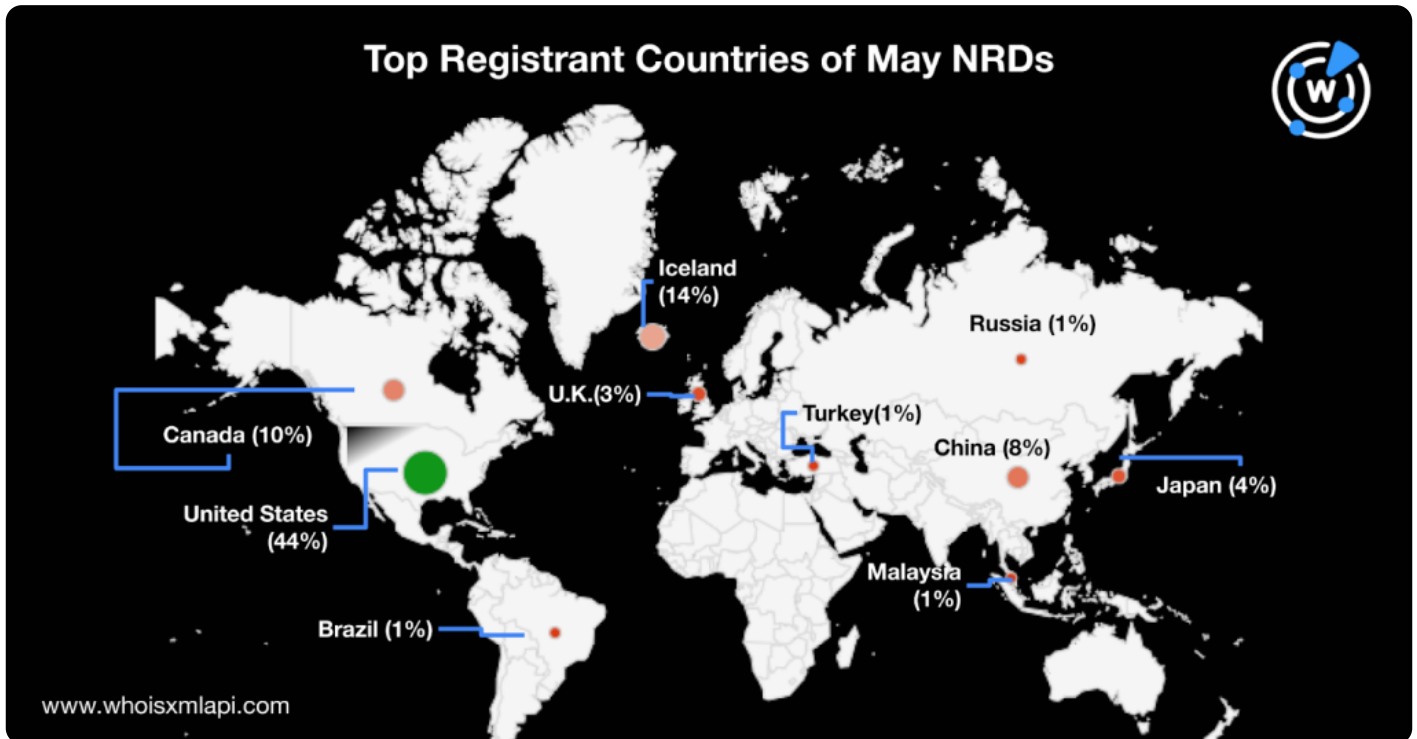 Top Registrant Countries of May NRDs
W
Iceland
(14%)
Russia (1%)
U.K.(3%)
Turkey(1%)
Canada (10%)
China (8%)
Japan (4%)
United States
(44%)
Malaysia
(1%)
Brazil (1%)
www.whoisxmlapi.com